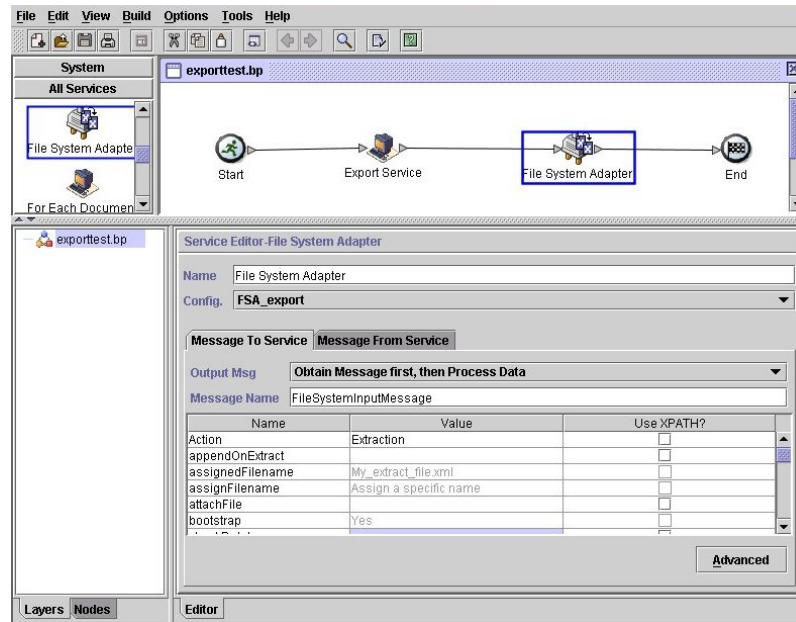 File Edit View Build Options Tools Help
System
All Services
File System Adapte
For Each Documen
exporttest.bp
Start
Export Service
File System Adapter
End
exporttest.bp
Service Editor-File System Adapter
Name File System Adapter
Config. FSA_export
Message To Service Message From Service
Output Msg Obtain Message first, then Process Data
Message Name FileSystemInputMessage
Name Value Use XPATH?
Action Extraction
appendOnExtract
assignedFilename My_extract_file.xml
assignFilename Assign a specific name
attachFile
bootstrap Yes
Advanced
Layers Nodes
Editor